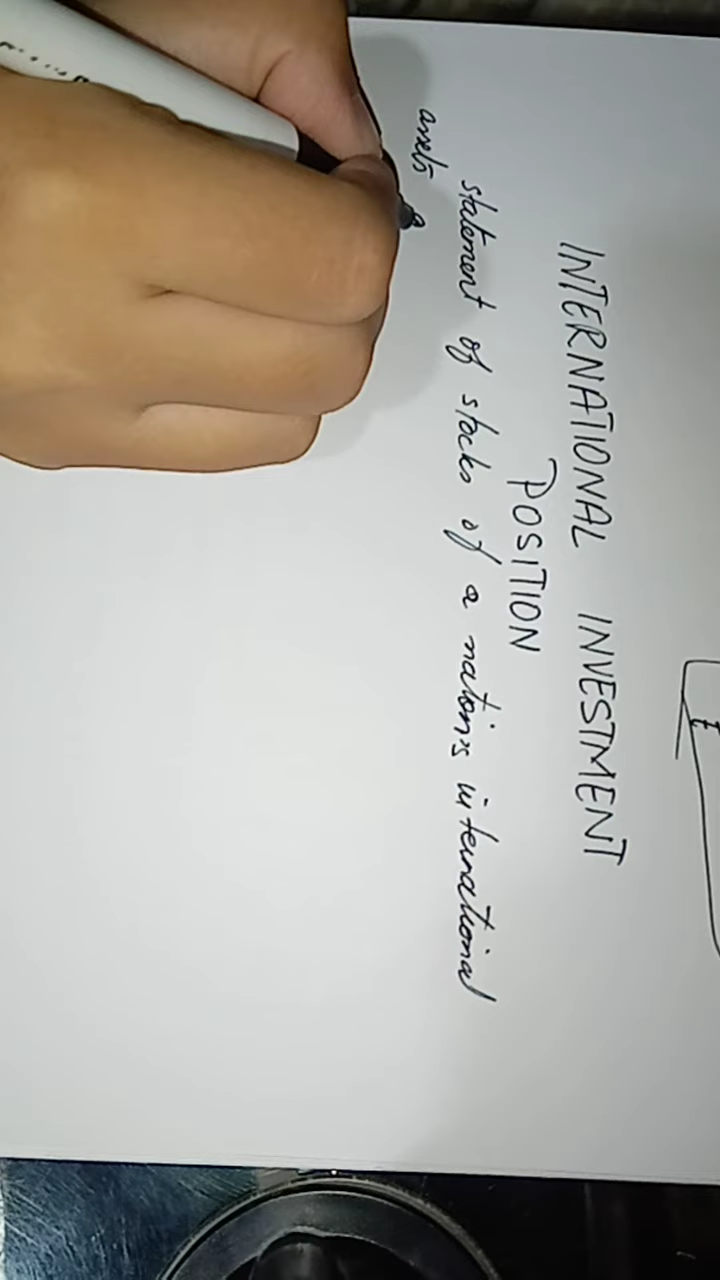 INTERNATIONAL INVESTMENT
POSITION
statement of stocks of a nation's international
assets